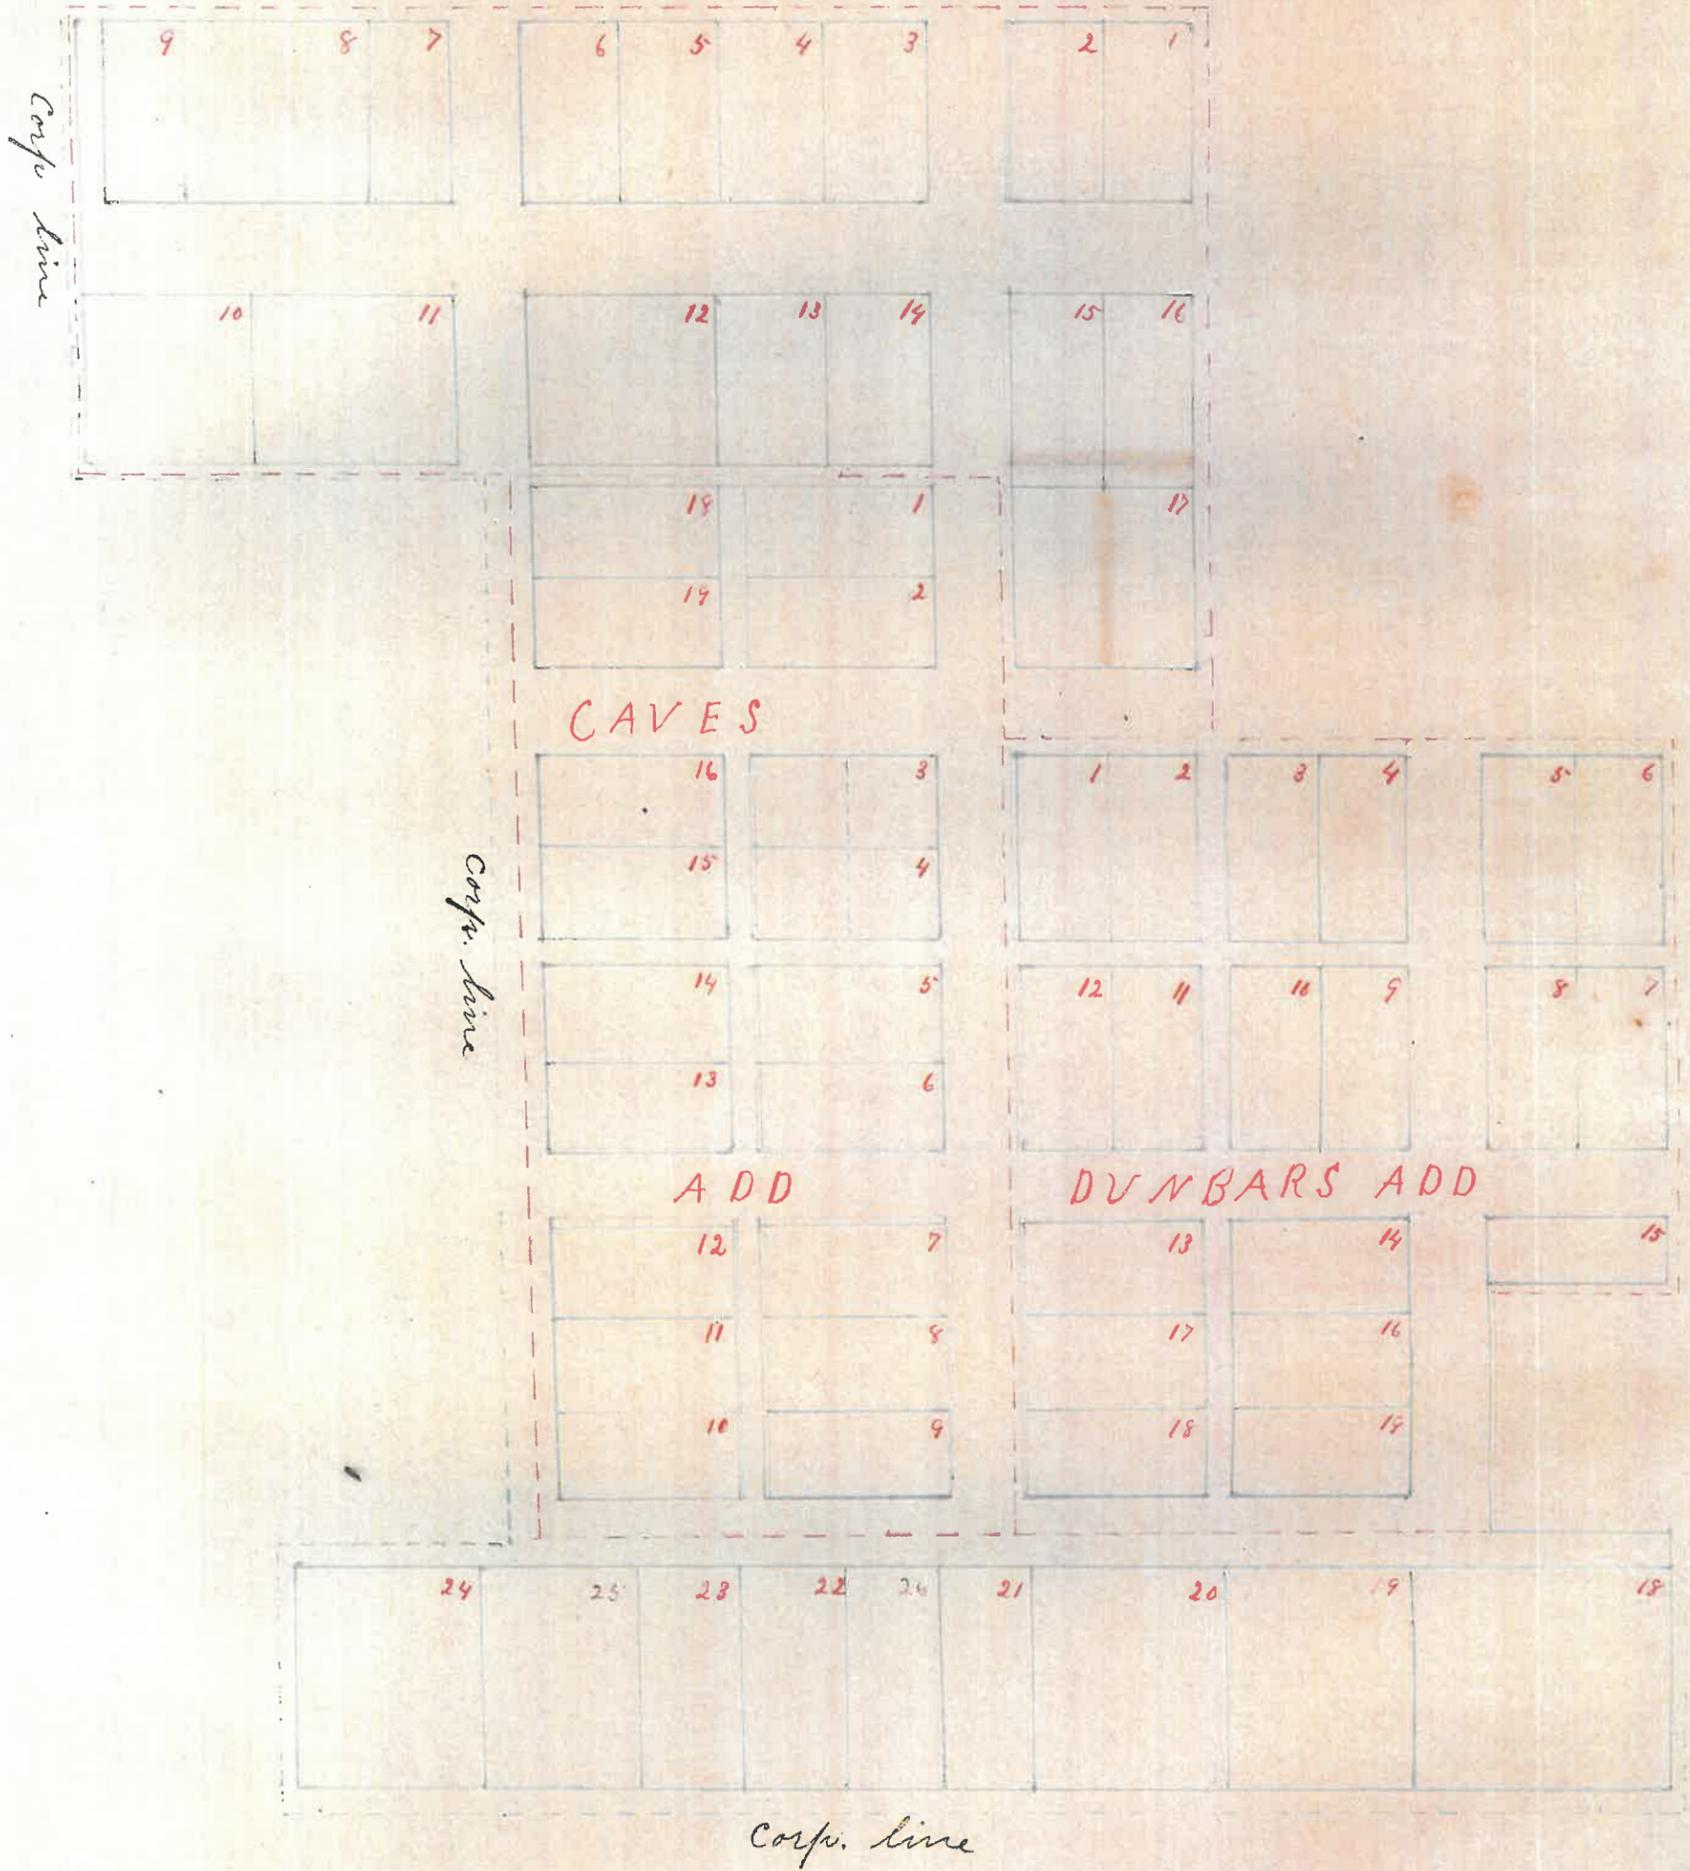 9 8 7 6 5 4 3 2 1
Corp line
10 11 12 13 14 15 16
18 1 17
19 2
CAVES
16 3 1 2 3 4 5 6
15 4
Corp. line
14 5 12 11 10 9 8 7
13 6
ADD DUNBARS ADD
12 7 13 14 15
11 8 17 16
10 9 18 19
24 25 23 22 26 21 20 19 18
Corp. line